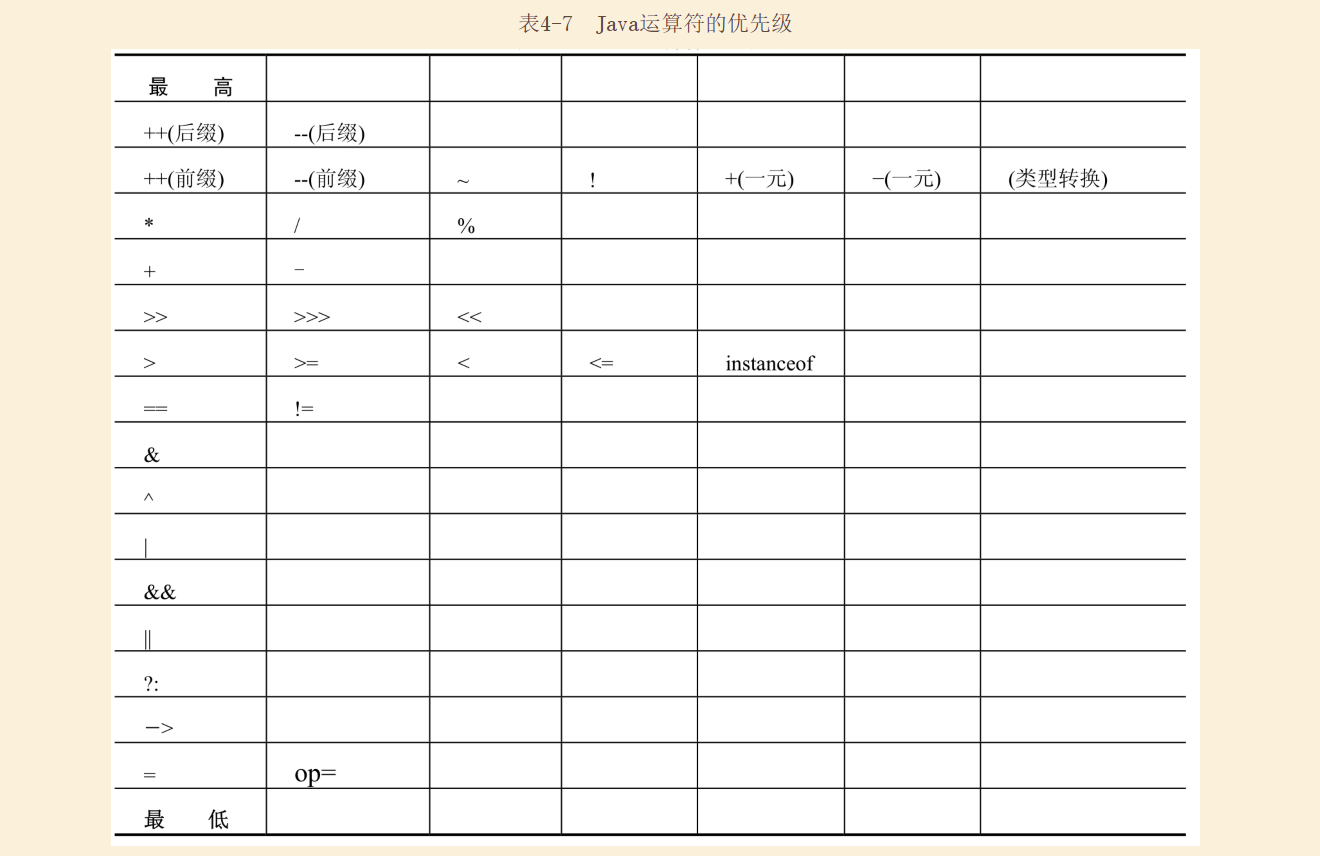 表4-7 Java运算符的优先级
最 高
++(后缀) --(后缀)
++(前缀) --(前缀) ~ ! +(一元) −(一元) (类型转换)
* / %
+ −
>> >>> <<
> >= < <= instanceof
== !=
&
^
|
&&
||
?:
−>
= op=
最 低